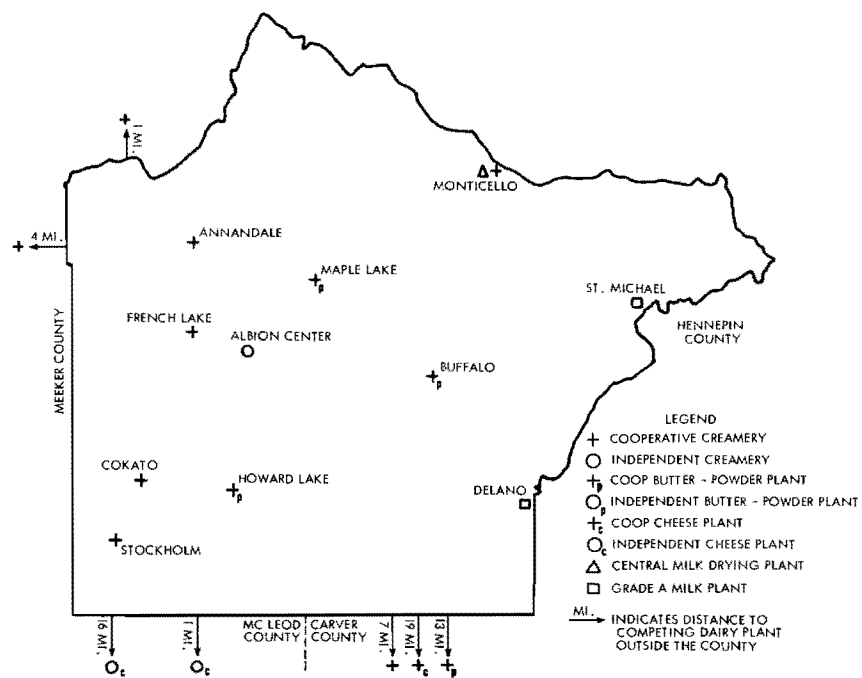 1 MI.
MONTICELLO
4 MI.
ANNANDALE
MAPLE LAKE
p
ST. MICHAEL
FRENCH LAKE
ALBION CENTER
HENNEPIN
COUNTY
MEEKER COUNTY
BUFFALO
p
LEGEND
COOPERATIVE CREAMERY
INDEPENDENT CREAMERY
p COOP BUTTER - POWDER PLANT
p INDEPENDENT BUTTER - POWDER PLANT
c COOP CHEESE PLANT
c INDEPENDENT CHEESE PLANT
CENTRAL MILK DRYING PLANT
GRADE A MILK PLANT
MI. INDICATES DISTANCE TO
COMPETING DAIRY PLANT
OUTSIDE THE COUNTY
COKATO
HOWARD LAKE
p
DELANO
STOCKHOLM
16 MI.
c
1 MI.
c
MC LEOD
COUNTY
CARVER
COUNTY
7 MI.
19 MI.
c
13 MI.
p